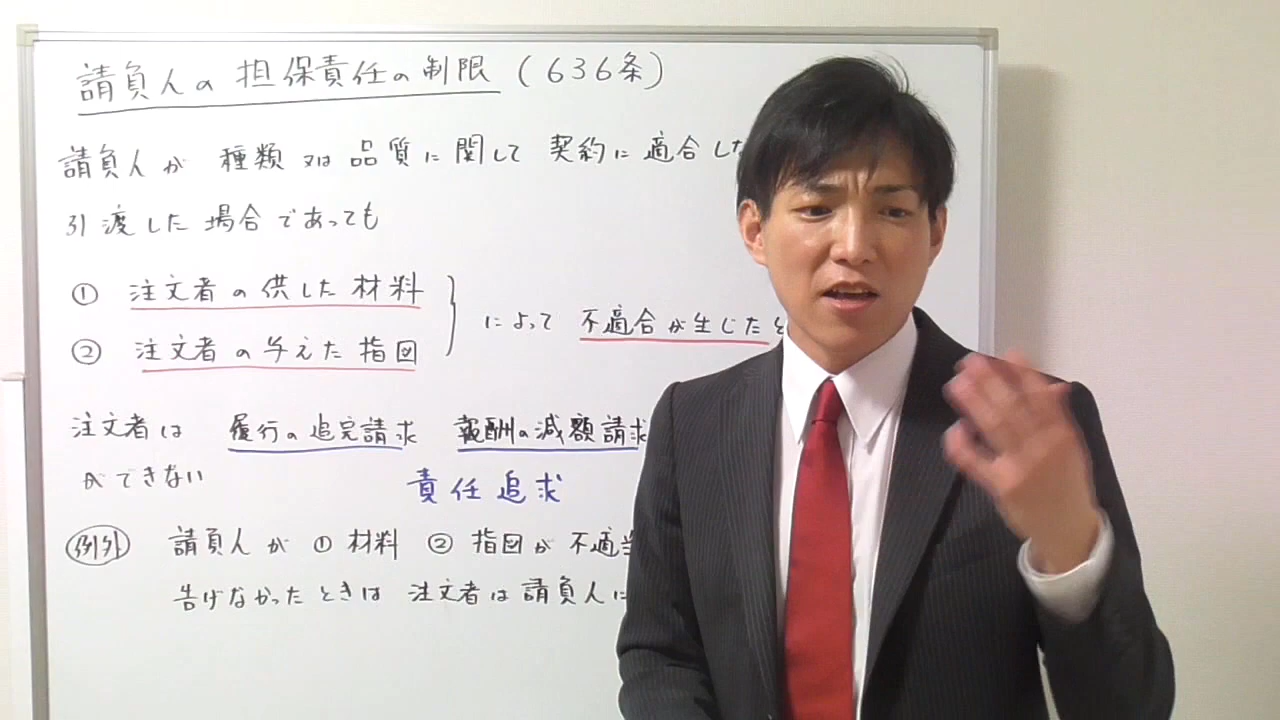 請負人の担保責任の制限(636条)
請負人が 種類 又は 品質に関して 契約に適合した
引渡した場合であっても
① 注文者の供した材料
によって 不適合が生じた
② 注文者の与えた指図
注文者は 履行の追完請求 報酬の減額請求
ができない
責任追求
例外 請負人が ① 材料 ② 指図が 不適当
告げなかったときは 注文者は請負人に